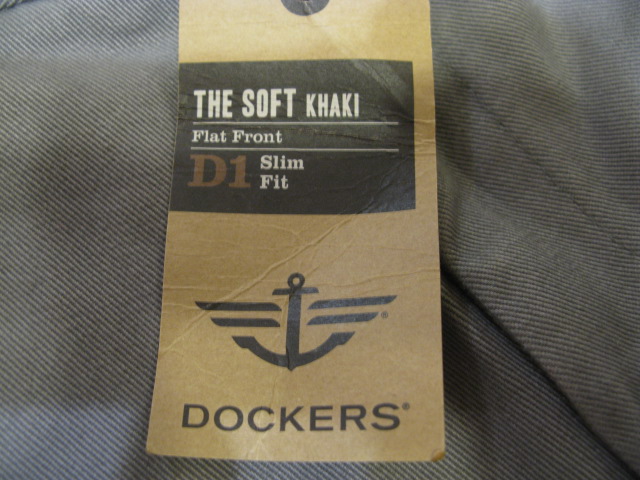 THE SOFT KHAKI
Flat Front
D1 Slim
Fit
®
DOCKERS®